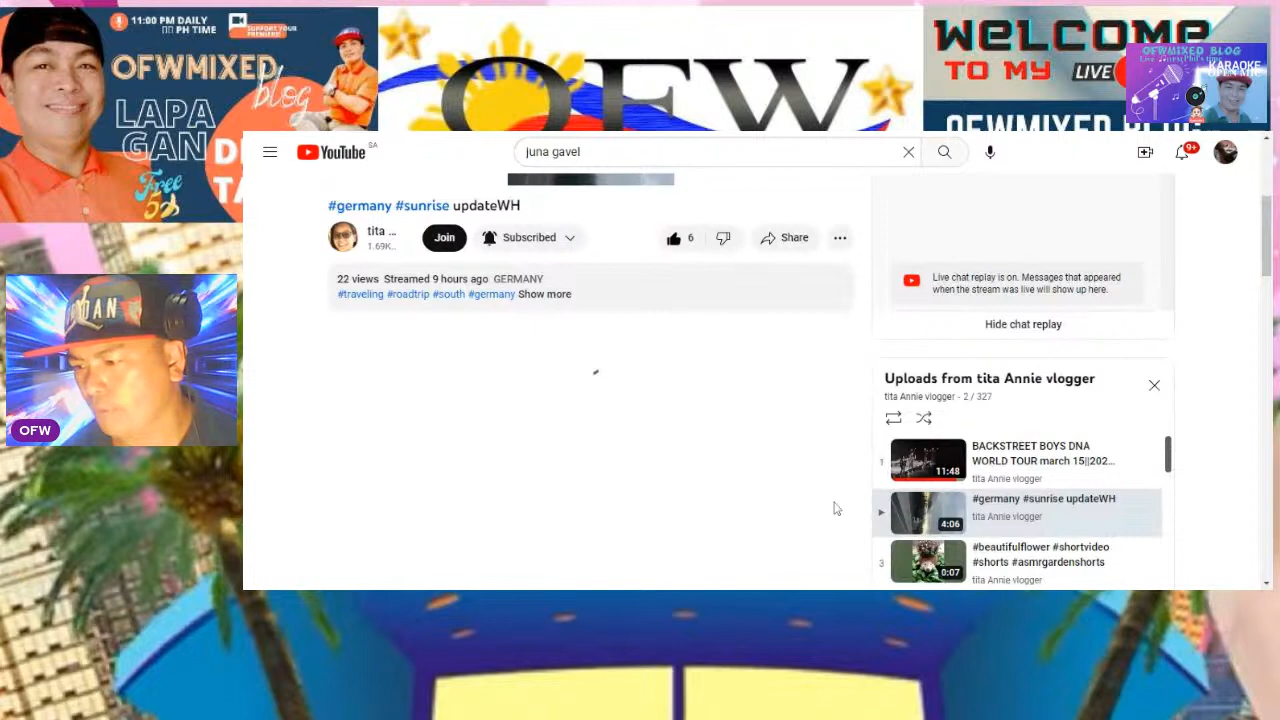 11:00 PM DAILY
PH TIME
SUPPORT YOUR
PREMIERE!
OFWMIXED
blog
LAPA
GAN
Free
OFW
WELCOME
TO MY
LIVE
OFWMIXED BLOG
OFWMIXED BLOG
KARAOKE
YouTube
SA
juna gavel
9+
#germany #sunrise updateWH
tita ...
1.69K..
Join
Subscribed
6
Share
22 views Streamed 9 hours ago GERMANY
#traveling #roadtrip #south #germany Show more
Live chat replay is on. Messages that appeared
when the stream was live will show up here.
Hide chat replay
Uploads from tita Annie vlogger
tita Annie vlogger - 2 / 327
1
BACKSTREET BOYS DNA
WORLD TOUR march 15||202...
11:48
tita Annie vlogger
#germany #sunrise updateWH
tita Annie vlogger
4:06
3
#beautifulflower #shortvideo
#shorts #asmrgardenshorts
0:07
tita Annie vlogger
OFW